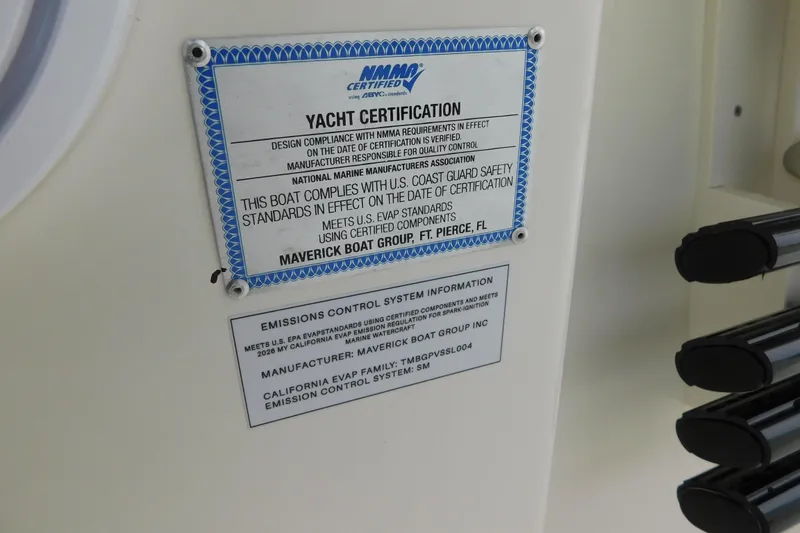 NMMA
CERTIFIED
using ABYC standards
YACHT CERTIFICATION
DESIGN COMPLIANCE WITH NMMA REQUIREMENTS IN EFFECT
ON THE DATE OF CERTIFICATION IS VERIFIED.
MANUFACTURER RESPONSIBLE FOR QUALITY CONTROL
NATIONAL MARINE MANUFACTURERS ASSOCIATION
THIS BOAT COMPLIES WITH U.S. COAST GUARD SAFETY
STANDARDS IN EFFECT ON THE DATE OF CERTIFICATION
MEETS U.S. EVAP STANDARDS
USING CERTIFIED COMPONENTS
MAVERICK BOAT GROUP, FT. PIERCE, FL
EMISSIONS CONTROL SYSTEM INFORMATION
MEETS U.S. EPA EVAPSTANDARDS USING CERTIFIED COMPONENTS AND MEETS
2026 MY CALIFORNIA EVAP EMISSION REGULATION FOR SPARK-IGNITION
MARINE WATERCRAFT
MANUFACTURER: MAVERICK BOAT GROUP INC
CALIFORNIA EVAP FAMILY: TMBGPVSSL004
EMISSION CONTROL SYSTEM: SM